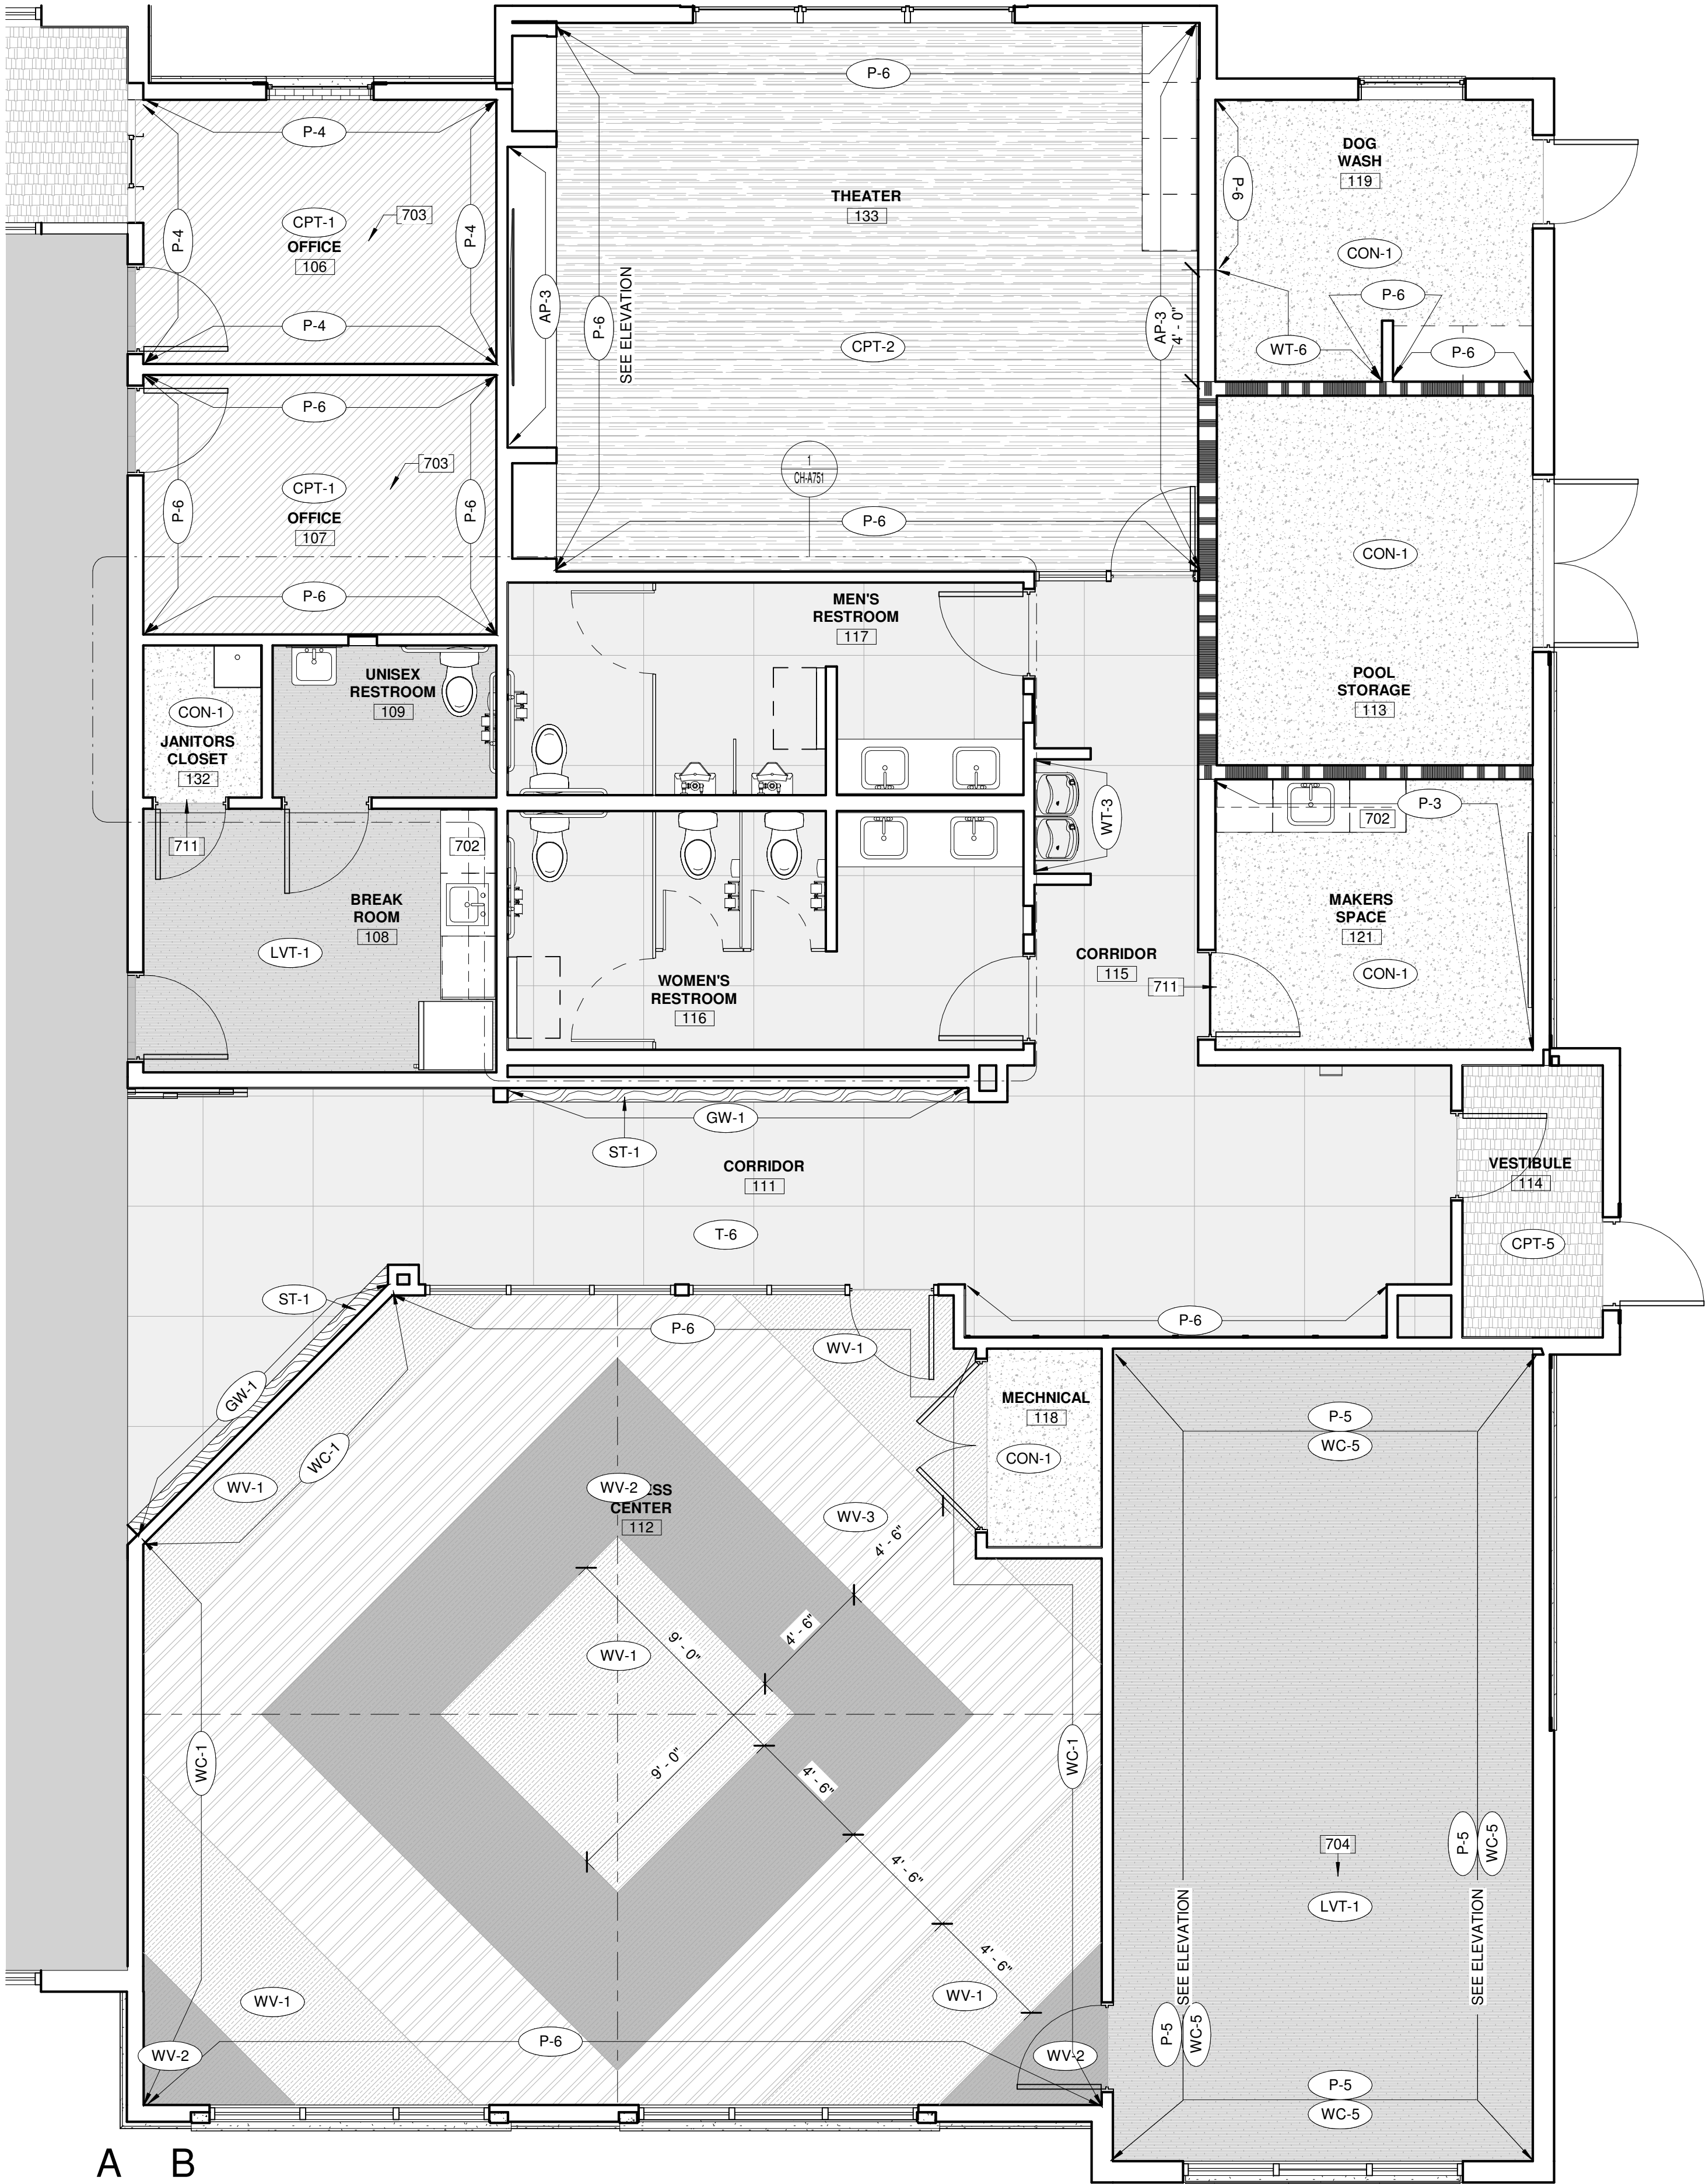 P-6
P-4
P-4
P-4
P-4
CPT-1
OFFICE
106
703
AP-3
P-6
SEE ELEVATION
THEATER
133
CPT-2
AP-3
4' - 0"
P-6
1
CH-A751
DOG
WASH
119
P-6
CON-1
P-6
WT-6
P-6
P-6
P-6
P-6
P-6
CPT-1
OFFICE
107
703
CON-1
POOL
STORAGE
113
MEN'S
RESTROOM
117
UNISEX
RESTROOM
109
CON-1
JANITORS
CLOSET
132
711
702
BREAK
ROOM
108
LVT-1
WT-3
WOMEN'S
RESTROOM
116
CORRIDOR
115
711
P-3
702
MAKERS
SPACE
121
CON-1
GW-1
ST-1
CORRIDOR
111
T-6
VESTIBULE
114
CPT-5
ST-1
P-6
WV-1
P-6
GW-1
WC-1
WV-1
MECHNICAL
118
CON-1
WV-2
ESS
CENTER
112
WV-3
4' - 6"
4' - 6"
9' - 0"
WV-1
9' - 0"
4' - 6"
4' - 6"
4' - 6"
WC-1
WC-1
WV-1
WV-1
WV-2
P-6
WV-2
P-5
WC-5
P-5
WC-5
704
LVT-1
SEE ELEVATION
SEE ELEVATION
P-5
WC-5
P-5
WC-5
A B